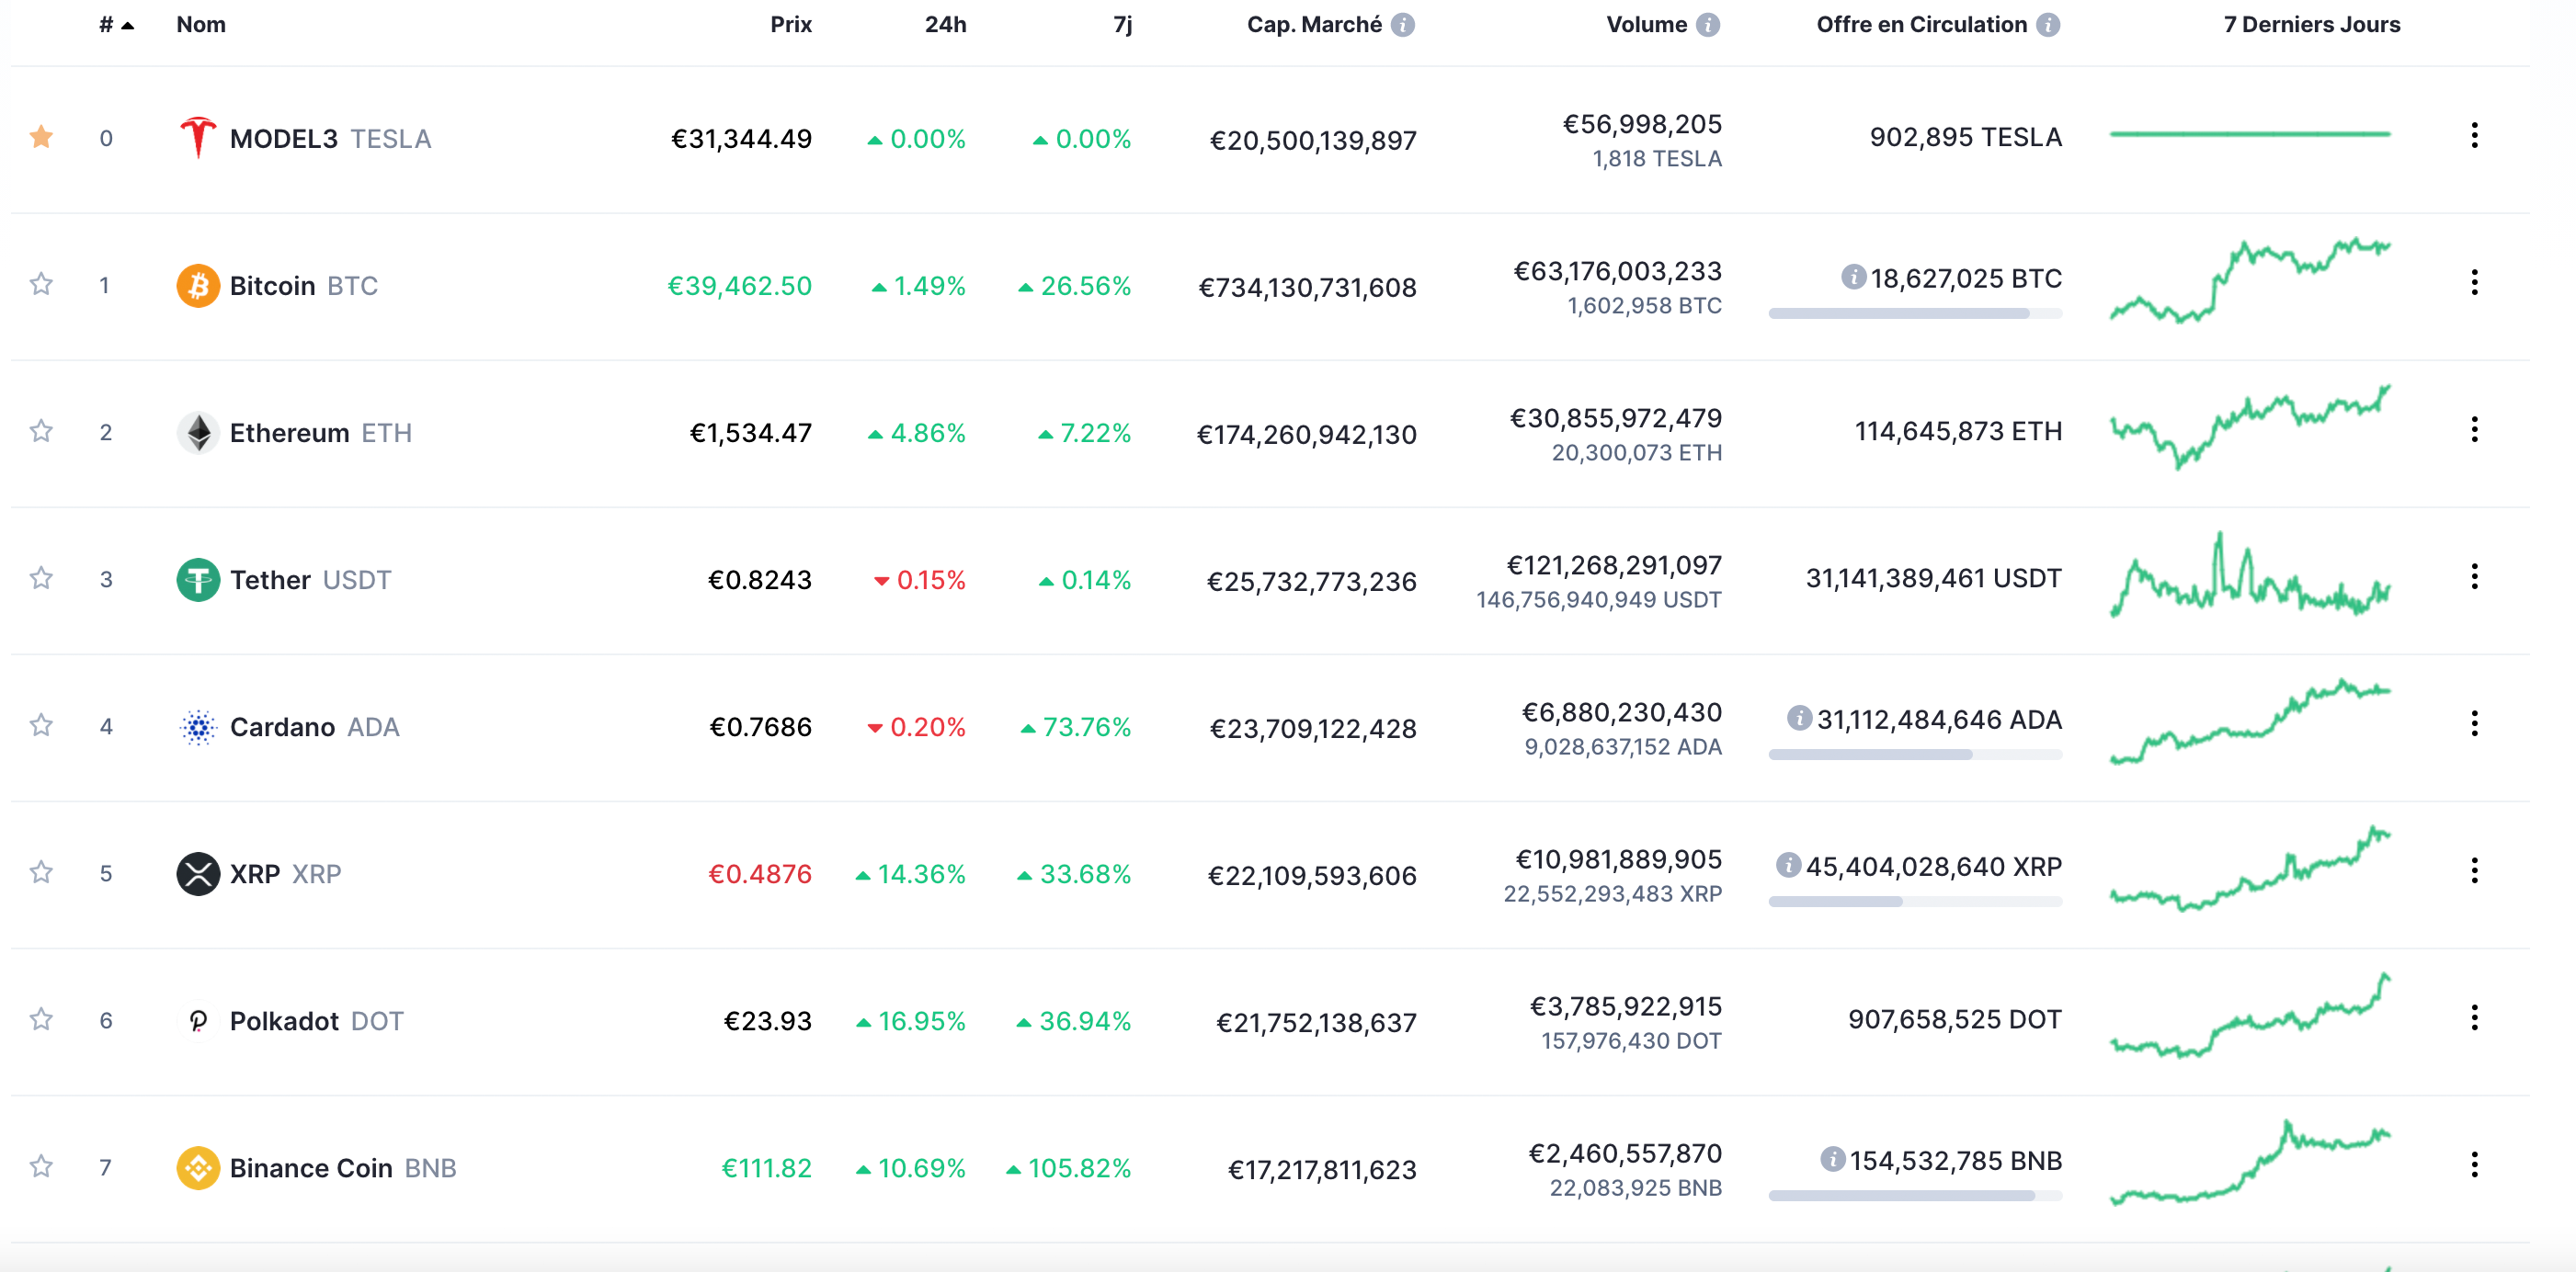 # Nom Prix 24h 7j Cap. Marché Volume Offre en Circulation 7 Derniers Jours
0 MODEL3 TESLA €31,344.49 0.00% 0.00% €20,500,139,897 €56,998,205 902,895 TESLA
1,818 TESLA
1 Bitcoin BTC €39,462.50 1.49% 26.56% €734,130,731,608 €63,176,003,233 18,627,025 BTC
1,602,958 BTC
2 Ethereum ETH €1,534.47 4.86% 7.22% €174,260,942,130 €30,855,972,479 114,645,873 ETH
20,300,073 ETH
3 Tether USDT €0.8243 0.15% 0.14% €25,732,773,236 €121,268,291,097 31,141,389,461 USDT
146,756,940,949 USDT
4 Cardano ADA €0.7686 0.20% 73.76% €23,709,122,428 €6,880,230,430 31,112,484,646 ADA
9,028,637,152 ADA
5 XRP XRP €0.4876 14.36% 33.68% €22,109,593,606 €10,981,889,905 45,404,028,640 XRP
22,552,293,483 XRP
6 Polkadot DOT €23.93 16.95% 36.94% €21,752,138,637 €3,785,922,915 907,658,525 DOT
157,976,430 DOT
7 Binance Coin BNB €111.82 10.69% 105.82% €17,217,811,623 €2,460,557,870 154,532,785 BNB
22,083,925 BNB